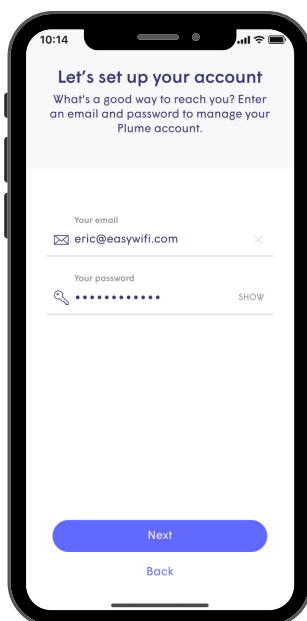 10:14
Let's set up your account
What's a good way to reach you? Enter
an email and password to manage your
Plume account.
Your email
eric@easywifi.com
Your password
••••••••••••
SHOW
Next
Back